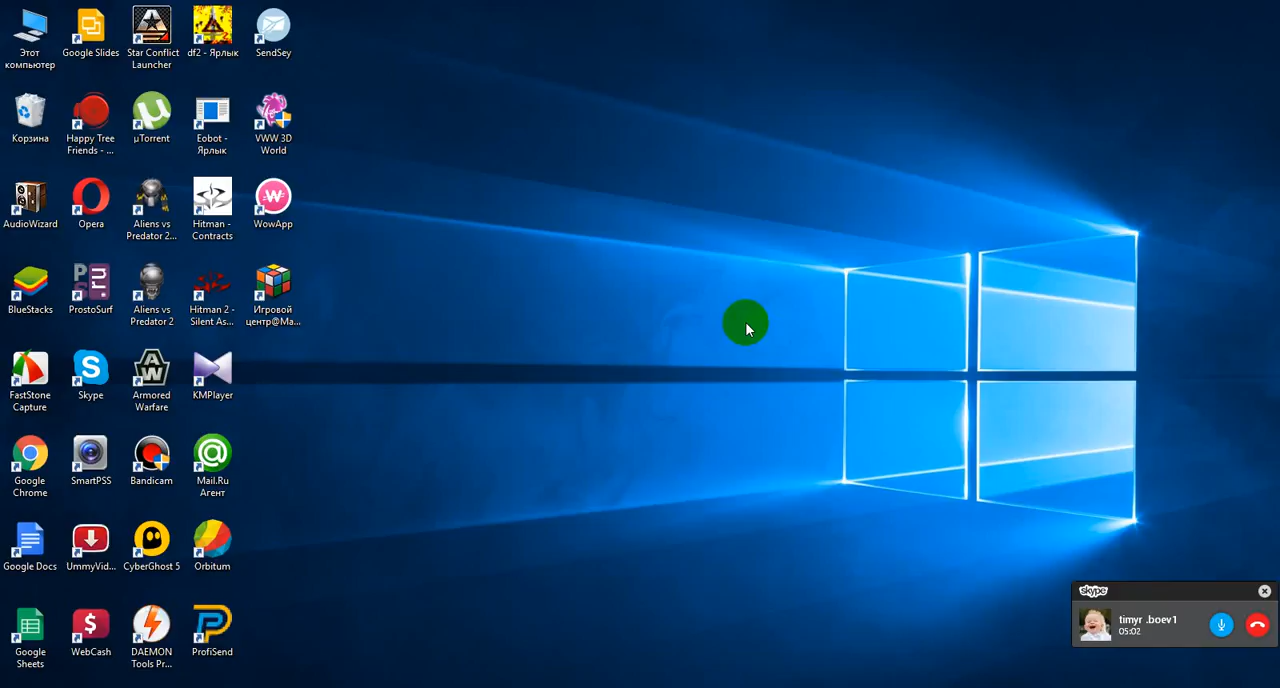 Этот
компьютер
Google Slides
Star Conflict
Launcher
df2 - Ярлык
SendSey
Корзина
Happy Tree
Friends - ...
µTorrent
Eobot -
Ярлык
VWW 3D
World
AudioWizard
Opera
Aliens vs
Predator 2...
Hitman -
Contracts
WowApp
BlueStacks
ProstoSurf
Aliens vs
Predator 2
Hitman 2 -
Silent As...
Игровой
центр@Ma...
FastStone
Capture
Skype
Armored
Warfare
KMPlayer
Google
Chrome
SmartPSS
Bandicam
Mail.Ru
Агент
Google Docs
UmmyVid...
CyberGhost 5
Orbitum
Google
Sheets
WebCash
DAEMON
Tools Pr...
ProfiSend
skype
timyr .boev1
05:02